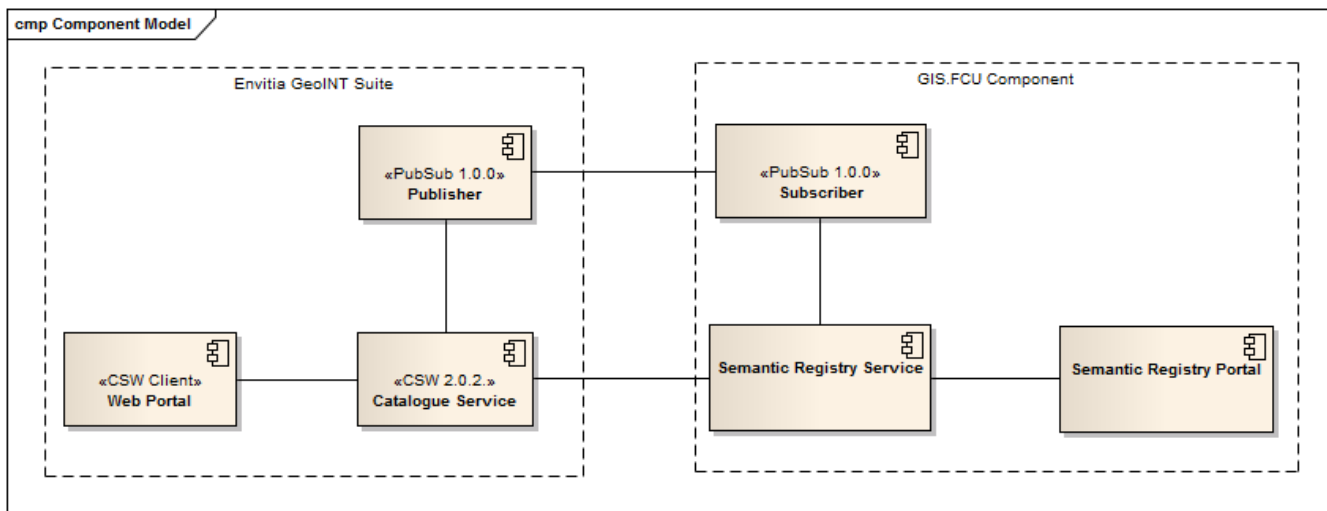 cmp Component Model
Envitia GeoINT Suite
GIS.FCU Component
«PubSub 1.0.0»
Publisher
«PubSub 1.0.0»
Subscriber
«CSW Client»
Web Portal
«CSW 2.0.2.»
Catalogue Service
Semantic Registry Service
Semantic Registry Portal